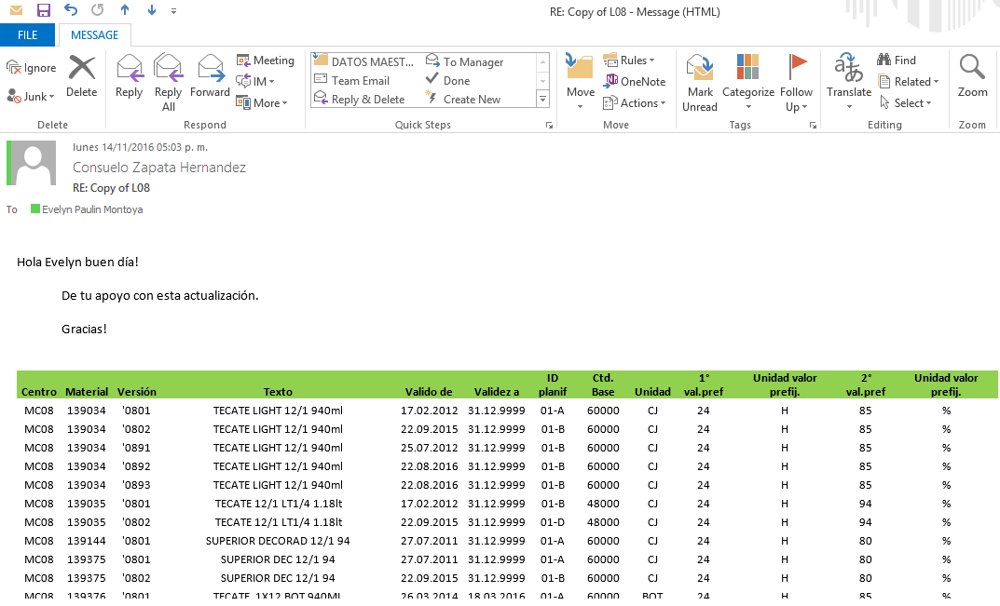 RE: Copy of L08 - Message (HTML)
FILE MESSAGE
Ignore
Junk
Delete
Reply
Reply All
Forward
Meeting
IM
More
DATOS MAEST...
To Manager
Team Email
Done
Reply & Delete
Create New
Move
Rules
OneNote
Actions
Mark Unread
Categorize
Follow Up
Translate
Find
Related
Select
Zoom
Delete Respond Quick Steps Move Tags Editing Zoom
lunes 14/11/2016 05:03 p. m.
Consuelo Zapata Hernandez
RE: Copy of L08
To Evelyn Paulin Montoya
Hola Evelyn buen día!
De tu apoyo con esta actualización.
Gracias!
ID Ctd. 1° Unidad valor 2° Unidad valor
Centro Material Versión Texto Valido de Validez a planif Base Unidad val.pref prefij. val.pref prefij.
MC08 139034 '0801 TECATE LIGHT 12/1 940ml 17.02.2012 31.12.9999 01-A 60000 CJ 24 H 85 %
MC08 139034 '0802 TECATE LIGHT 12/1 940ml 22.09.2015 31.12.9999 01-B 60000 CJ 24 H 85 %
MC08 139034 '0891 TECATE LIGHT 12/1 940ml 25.07.2012 31.12.9999 01-B 60000 CJ 24 H 85 %
MC08 139034 '0892 TECATE LIGHT 12/1 940ml 22.08.2016 31.12.9999 01-B 60000 CJ 24 H 85 %
MC08 139034 '0893 TECATE LIGHT 12/1 940ml 22.08.2016 31.12.9999 01-B 60000 CJ 24 H 85 %
MC08 139035 '0801 TECATE 12/1 LT1/4 1.18lt 17.02.2012 31.12.9999 01-B 48000 CJ 24 H 94 %
MC08 139035 '0802 TECATE 12/1 LT1/4 1.18lt 22.09.2015 31.12.9999 01-D 48000 CJ 24 H 94 %
MC08 139144 '0801 SUPERIOR DECORAD 12/1 94 27.07.2011 31.12.9999 01-A 60000 CJ 24 H 80 %
MC08 139375 '0801 SUPERIOR DEC 12/1 94 27.07.2011 31.12.9999 01-A 60000 CJ 24 H 80 %
MC08 139375 '0802 SUPERIOR DEC 12/1 94 22.09.2015 31.12.9999 01-B 60000 CJ 24 H 80 %
MC08 139376 '0801 TECATE 1X12 BOT 940ML 26.03.2014 18.03.2016 01-A 60000 BOT 24 H 85 %